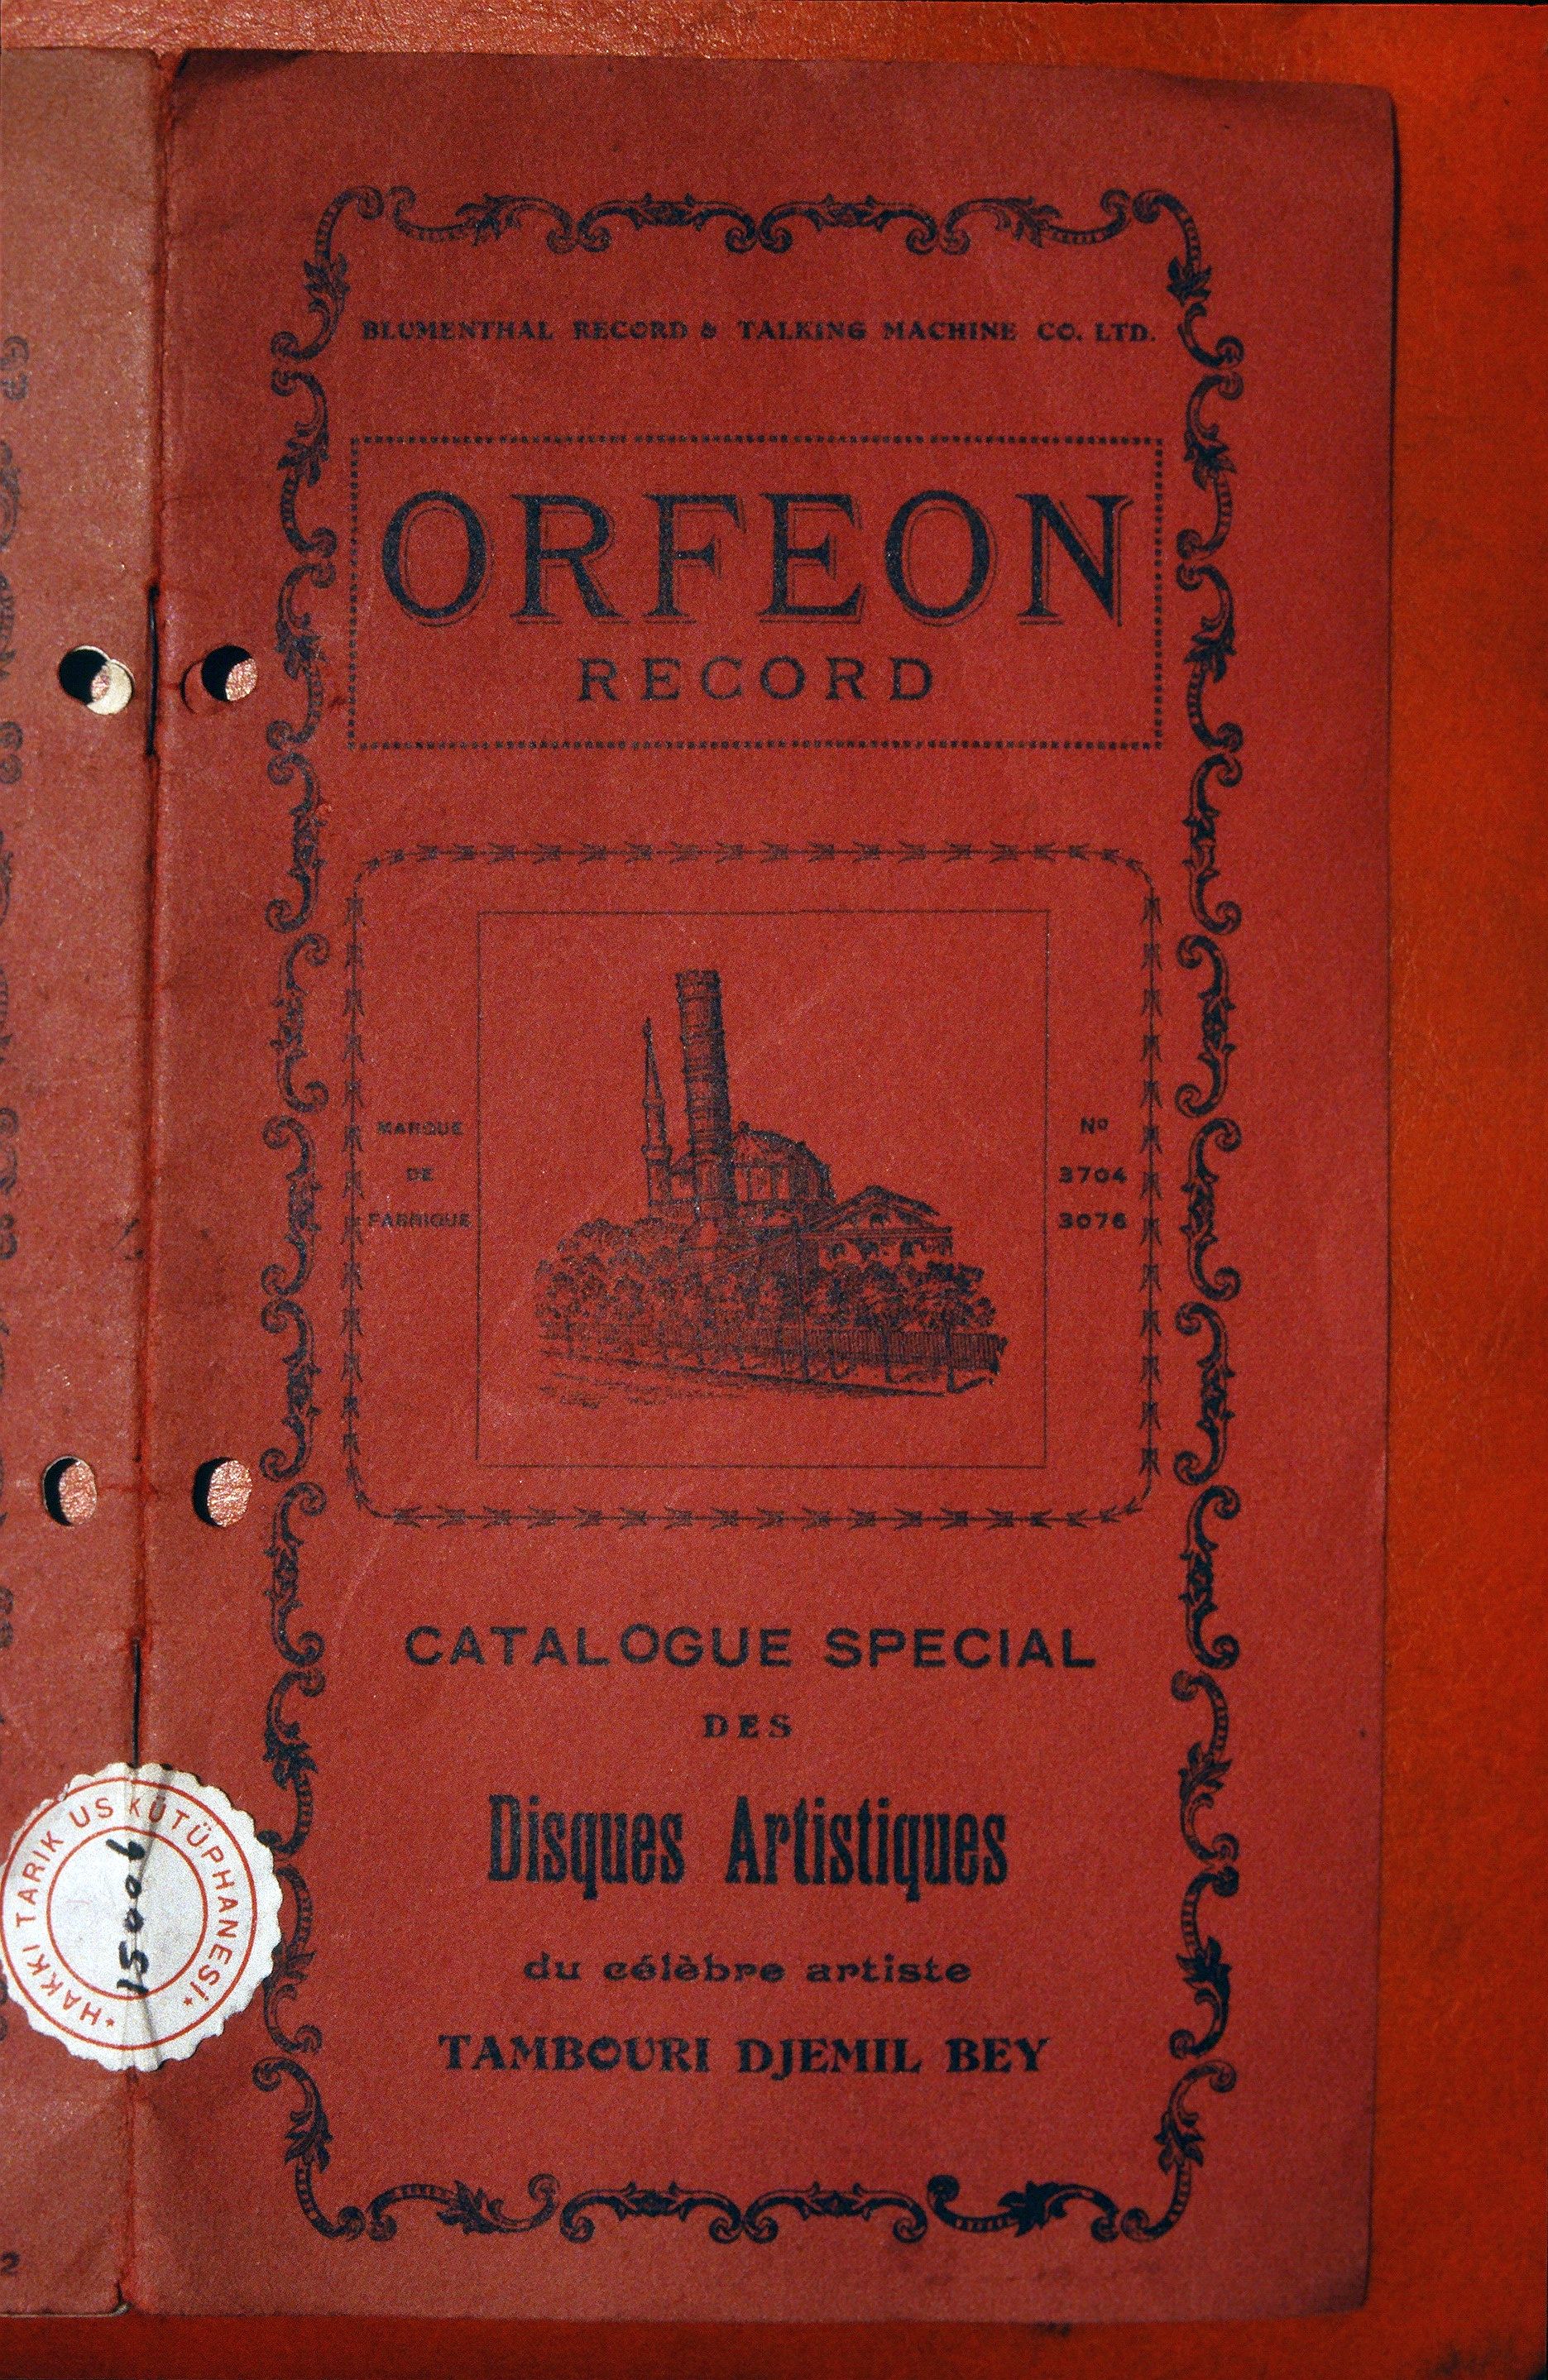 BLUMENTHAL RECORD & TALKING MACHINE CO. LTD.
ORFEON
RECORD
MARQUE
DE
FABRIQUE
Nº
3704
3076
CATALOGUE SPECIAL
DES
Disques Artistiques
du célèbre artiste
TAMBOURI DJEMIL BEY
* HAKKI TARIK US KÜTÜPHANESİ *
2